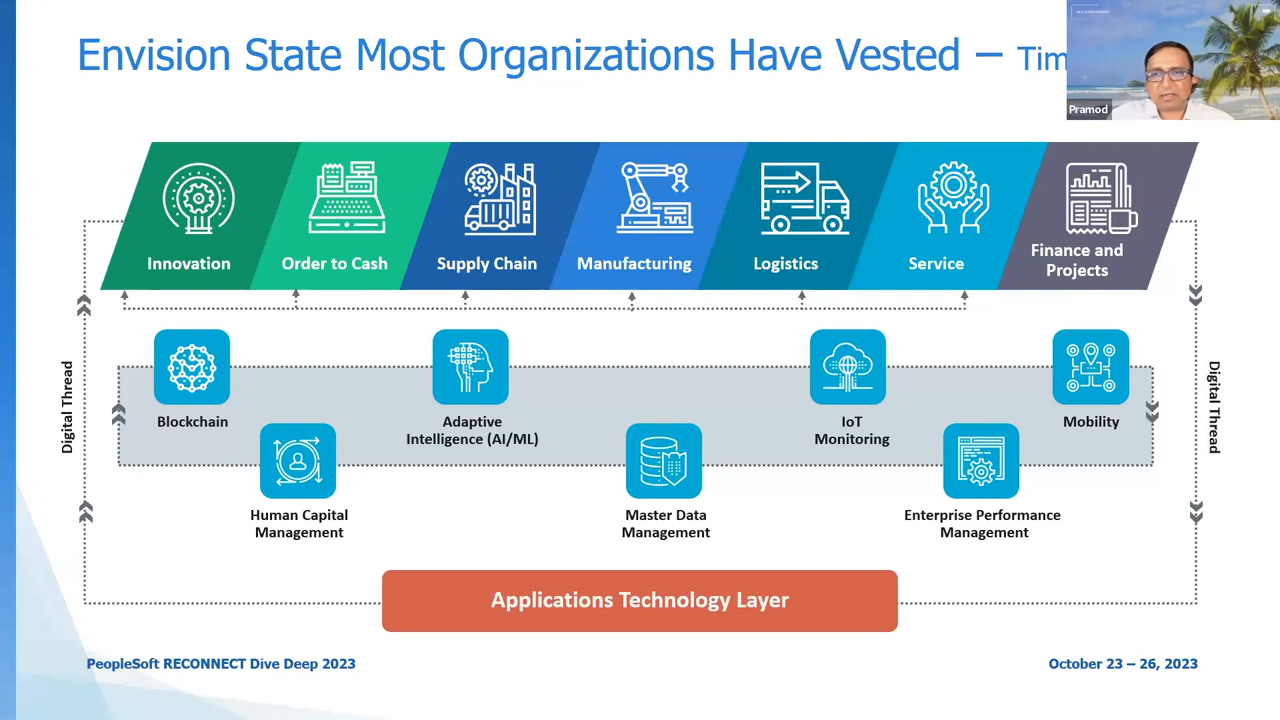 Envision State Most Organizations Have Vested – Tim
Pramod
Innovation
Order to Cash
Supply Chain
Manufacturing
Logistics
Service
Finance and
Projects
Digital Thread
Digital Thread
Blockchain
Adaptive
Intelligence (AI/ML)
IoT
Monitoring
Mobility
Human Capital
Management
Master Data
Management
Enterprise Performance
Management
Applications Technology Layer
PeopleSoft RECONNECT Dive Deep 2023
October 23 – 26, 2023